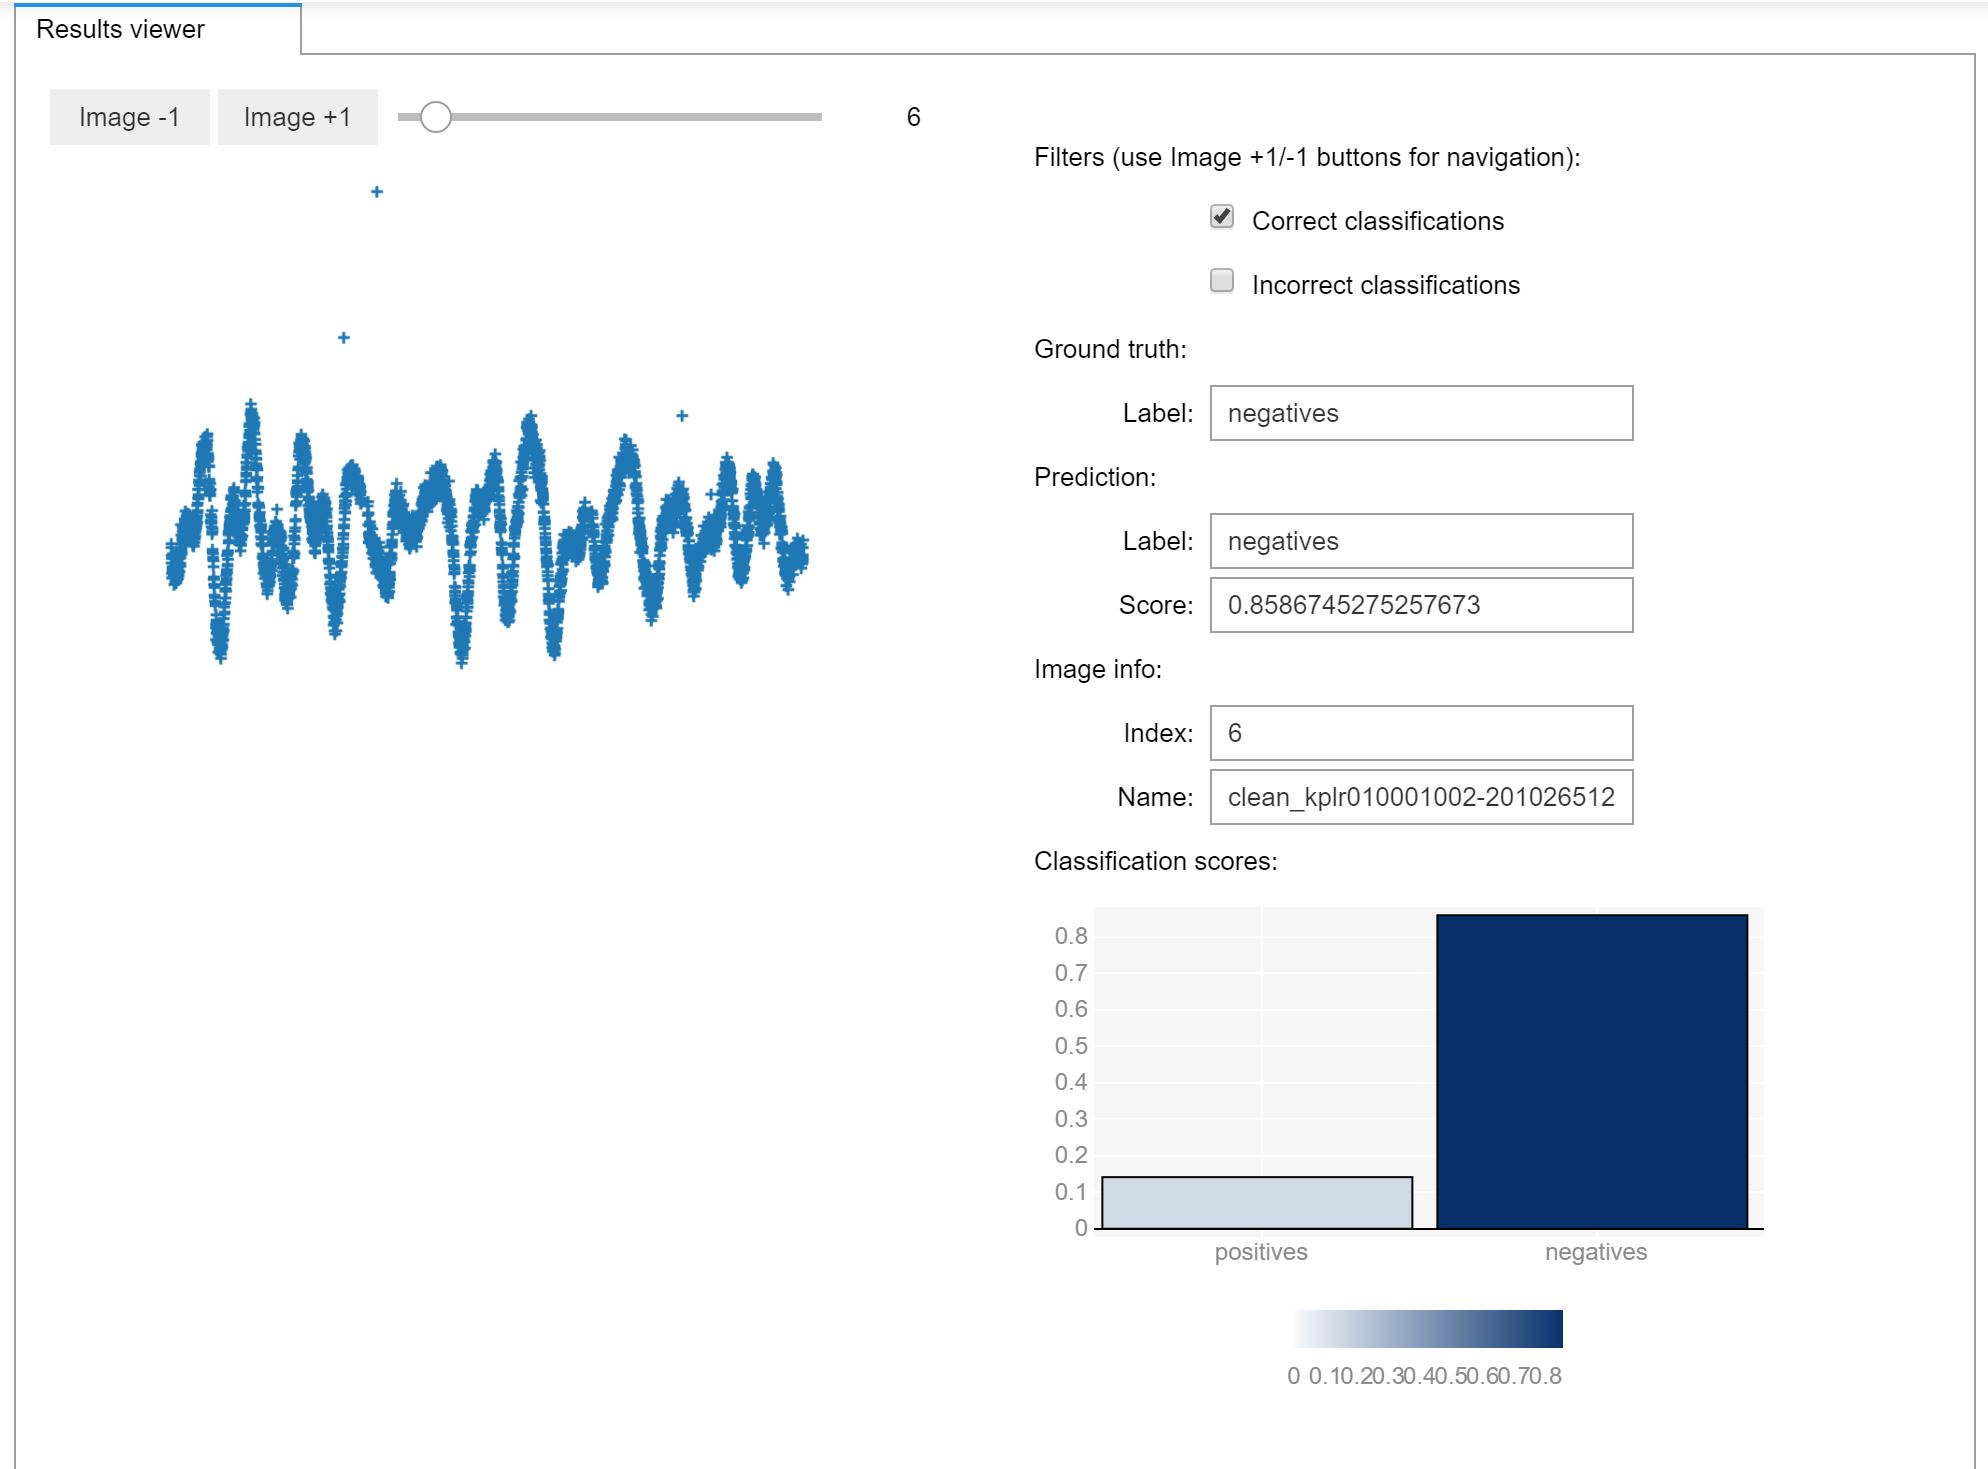 Results viewer
Image -1
Image +1
6
Filters (use Image +1/-1 buttons for navigation):
Correct classifications
Incorrect classifications
Ground truth:
Label: negatives
Prediction:
Label: negatives
Score: 0.8586745275257673
Image info:
Index: 6
Name: clean_kplr010001002-201026512
Classification scores:
0.8
0.7
0.6
0.5
0.4
0.3
0.2
0.1
0
positives
negatives
0 0.10.20.30.40.50.60.70.8